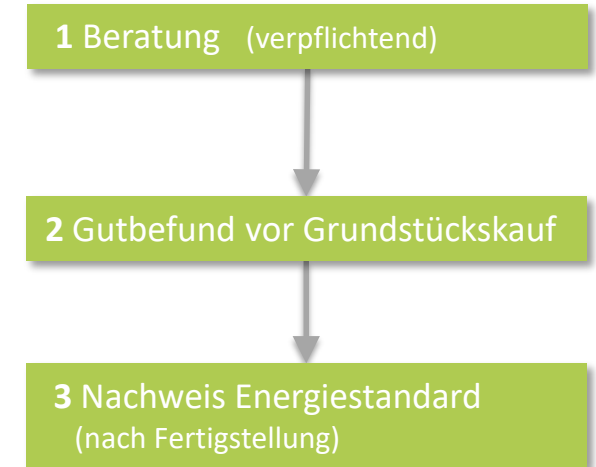 1 Beratung (verpflichtend)
2 Gutbefund vor Grundstückskauf
3 Nachweis Energiestandard
(nach Fertigstellung)